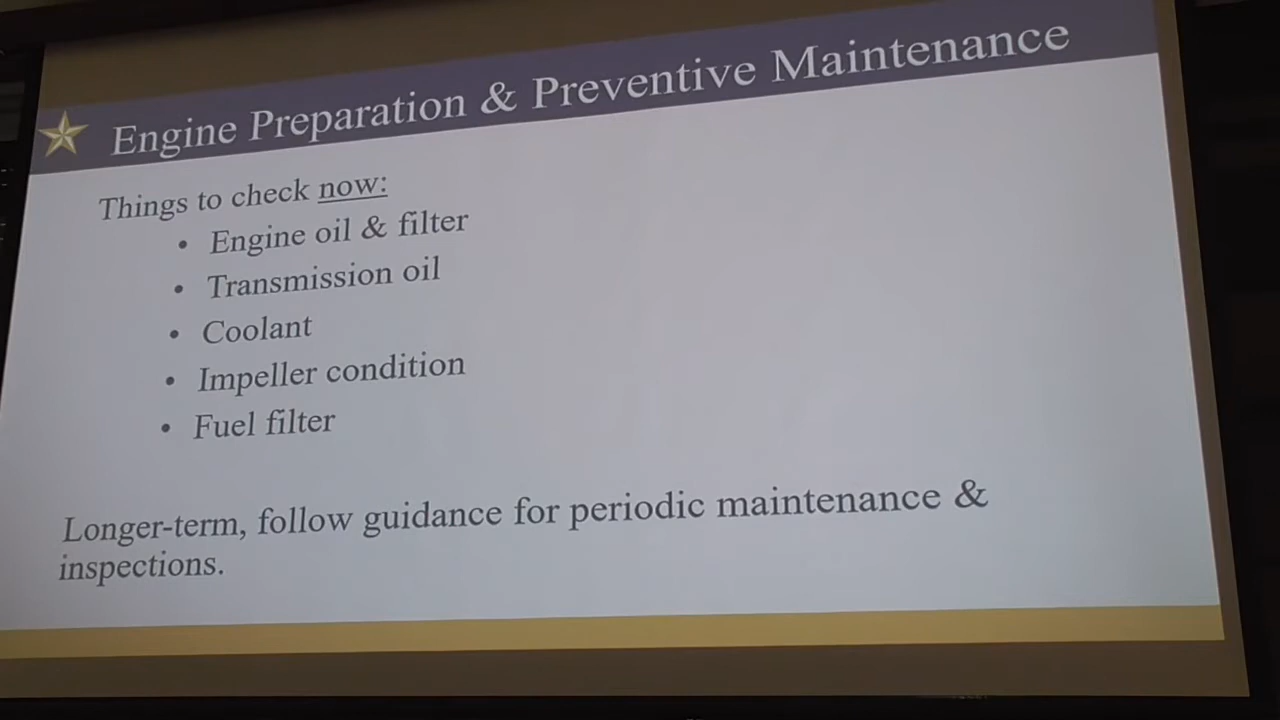 Engine Preparation & Preventive Maintenance
Things to check now:
• Engine oil & filter
• Transmission oil
• Coolant
• Impeller condition
• Fuel filter
Longer-term, follow guidance for periodic maintenance &
inspections.